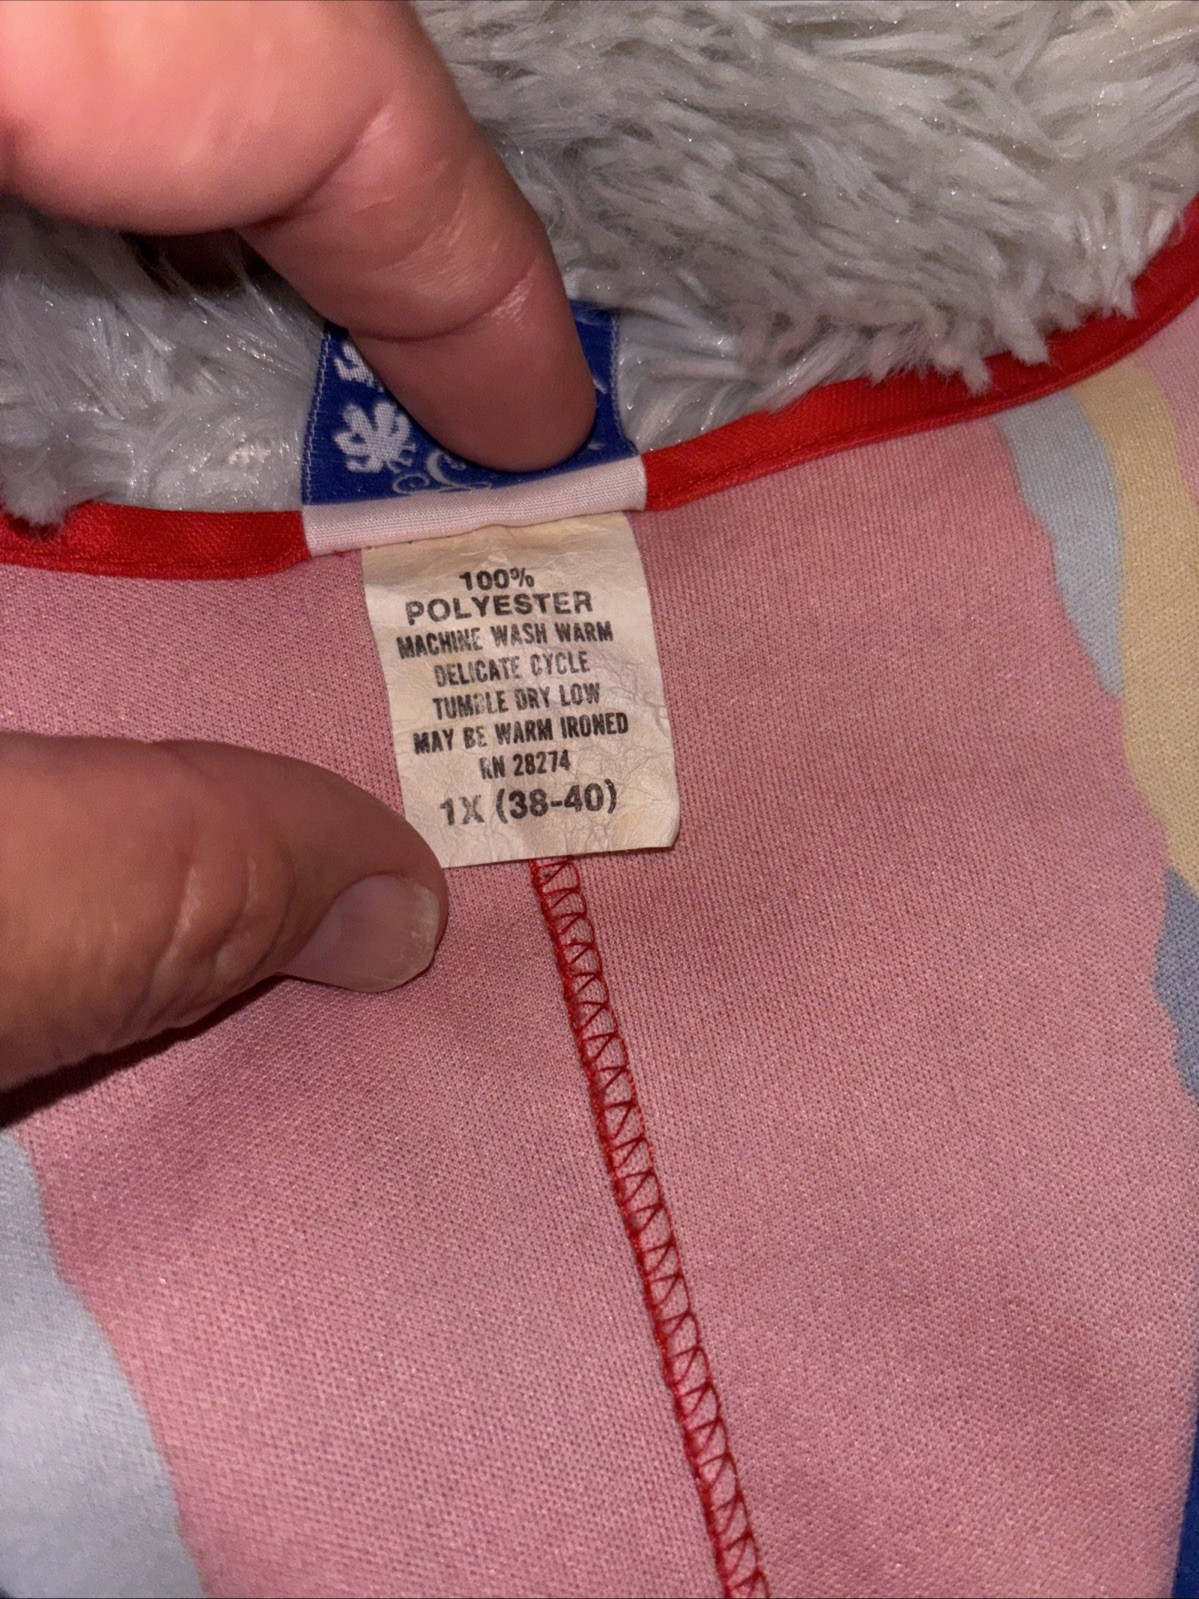 100%
POLYESTER
MACHINE WASH WARM
DELICATE CYCLE
TUMBLE DRY LOW
MAY BE WARM IRONED
RN 28274
1X (38-40)